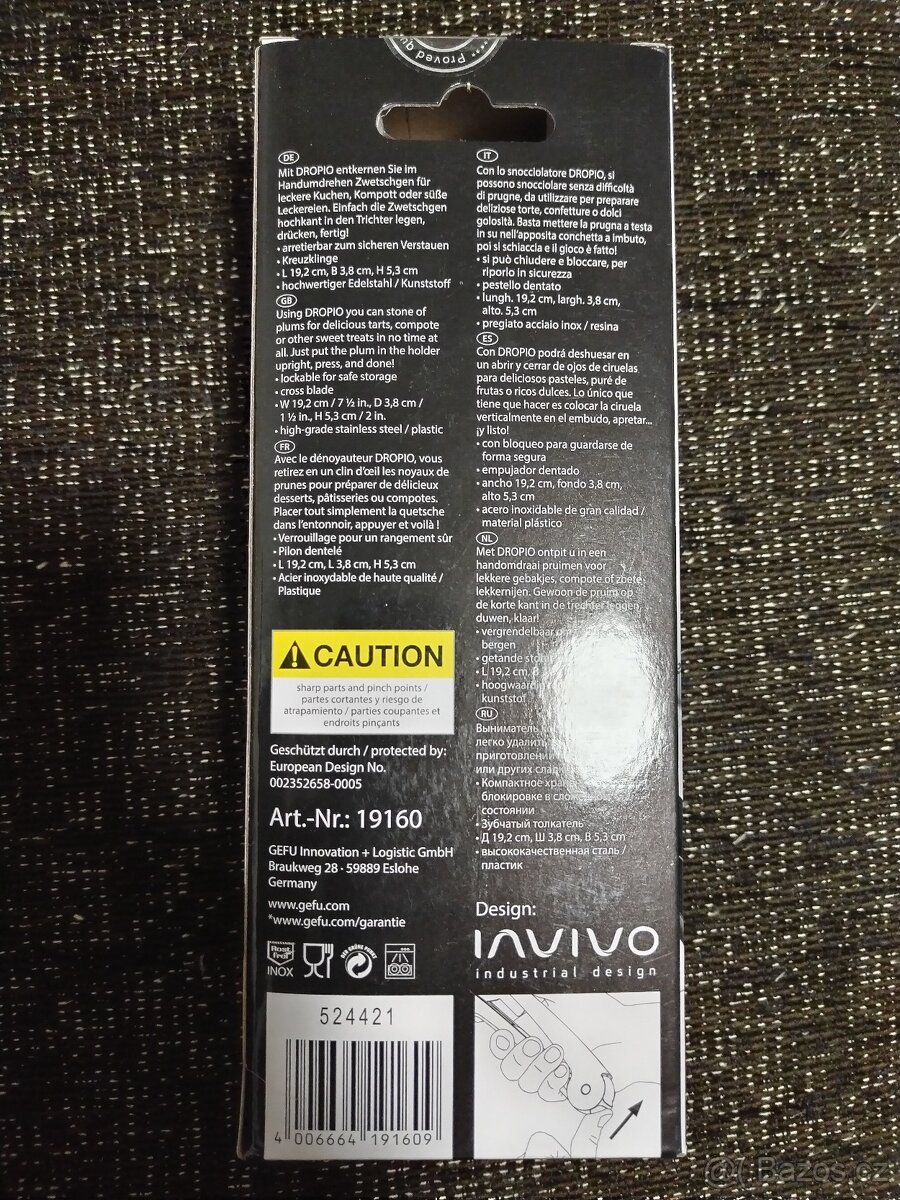 Proved qu
DE
Mit DROPIO entkernen Sie im
Handumdrehen Zwetschgen für
leckere Kuchen, Kompott oder süße
Leckereien. Einfach die Zwetschgen
hochkant in den Trichter legen,
drücken, fertig!
• arretierbar zum sicheren Verstauen
• Kreuzklinge
• L 19,2 cm, B 3,8 cm, H 5,3 cm
• hochwertiger Edelstahl / Kunststoff
GB
Using DROPIO you can stone of
plums for delicious tarts, compote
or other sweet treats in no time at
all. Just put the plum in the holder
upright, press, and done!
• lockable for safe storage
• cross blade
• W 19,2 cm / 7 ½ in., D 3,8 cm /
1 ½ in., H 5,3 cm / 2 in.
• high-grade stainless steel / plastic
FR
Avec le dénoyauteur DROPIO, vous
retirez en un clin d'œil les noyaux de
prunes pour préparer de délicieux
desserts, pâtisseries ou compotes.
Placer tout simplement la quetsche
dans l'entonnoir, appuyer et voilà !
• Verrouillage pour un rangement sûr
• Pilon dentelé
• L 19,2 cm, L 3,8 cm, H 5,3 cm
• Acier inoxydable de haute qualité /
Plastique
CAUTION
sharp parts and pinch points /
partes cortantes y riesgo de
atrapamiento / parties coupantes et
endroits pinçants
Geschützt durch / protected by:
European Design No.
002352658-0005
Art.-Nr.: 19160
GEFU Innovation + Logistic GmbH
Braukweg 28 · 59889 Eslohe
Germany
www.gefu.com
*www.gefu.com/garantie
Rost frei
INOX
DER GRÜNE PUNKT
524421
4 006664 191609
IT
Con lo snocciolatore DROPIO, si
possono snocciolare senza difficoltà
di prugne, da utilizzare per preparare
deliziose torte, confetture o dolci
golosità. Basta mettere la prugna a testa
in su nell'apposita conchetta a imbuto,
poi si schiaccia e il gioco è fatto!
• si può chiudere e bloccare, per
riporlo in sicurezza
• pestello dentato
• lungh. 19,2 cm, largh. 3,8 cm,
alto. 5,3 cm
• pregiato acciaio inox / resina
ES
Con DROPIO podrá deshuesar en
un abrir y cerrar de ojos de ciruelas
para deliciosos pasteles, puré de
frutas o ricos dulces. Lo único que
tiene que hacer es colocar la ciruela
verticalmente en el embudo, apretar...
¡y listo!
• con bloqueo para guardarse de
forma segura
• empujador dentado
• ancho 19,2 cm, fondo 3,8 cm,
alto 5,3 cm
• acero inoxidable de gran calidad /
material plástico
NL
Met DROPIO ontpit u in een
handomdraai pruimen voor
lekkere gebakjes, compote of zoete
lekkernijen. Gewoon de pruim op
de korte kant in de trechter leggen,
duwen, klaar!
• vergrendelbaar
bergen
• getande
• L 19,2 cm,
kunststof
RU
Выниматель
легко удалить
или других
• Компактное
блокировке в
состоянии
• Зубчатый толкатель
• Д 19,2 см, Ш 3,8 см, В 5,3 см
• высококачественная сталь /
пластик
Design:
INVIVO
industrial design
Bazos.cz